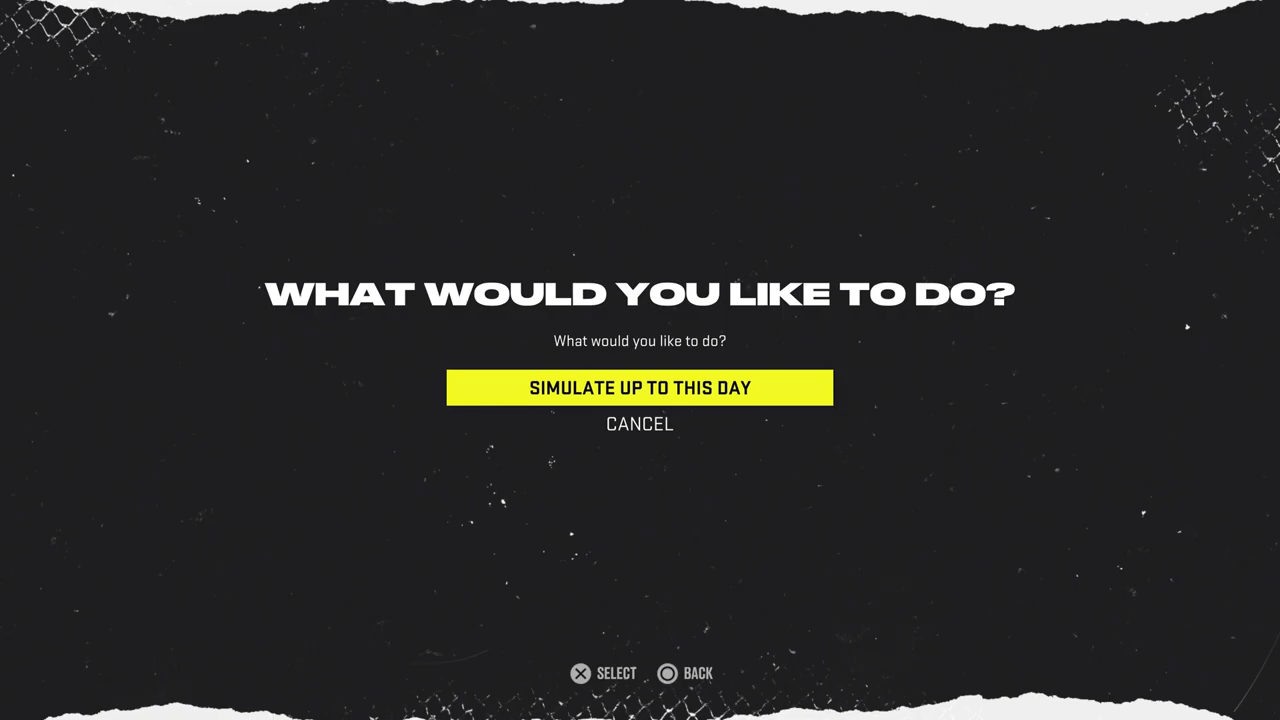 WHAT WOULD YOU LIKE TO DO?
What would you like to do?
SIMULATE UP TO THIS DAY
CANCEL
SELECT BACK